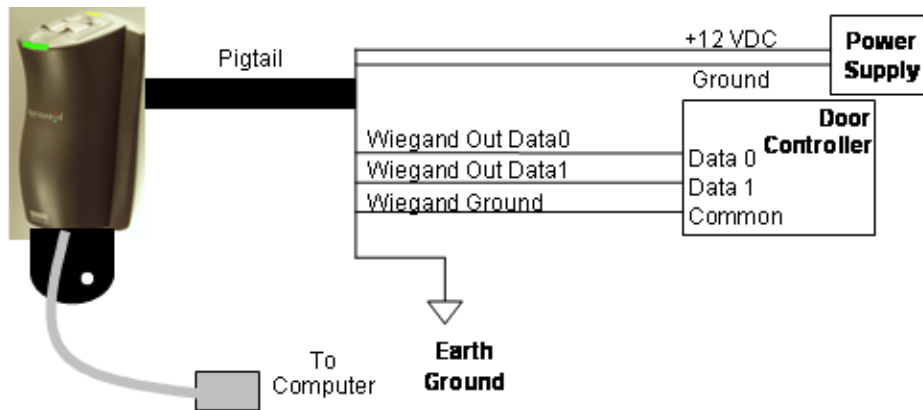 Pigtail
+12 VDC
Ground
Power
Supply
Door
Controller
Wiegand Out Data0
Wiegand Out Data1
Wiegand Ground
Data 0
Data 1
Common
Earth
Ground
To
Computer